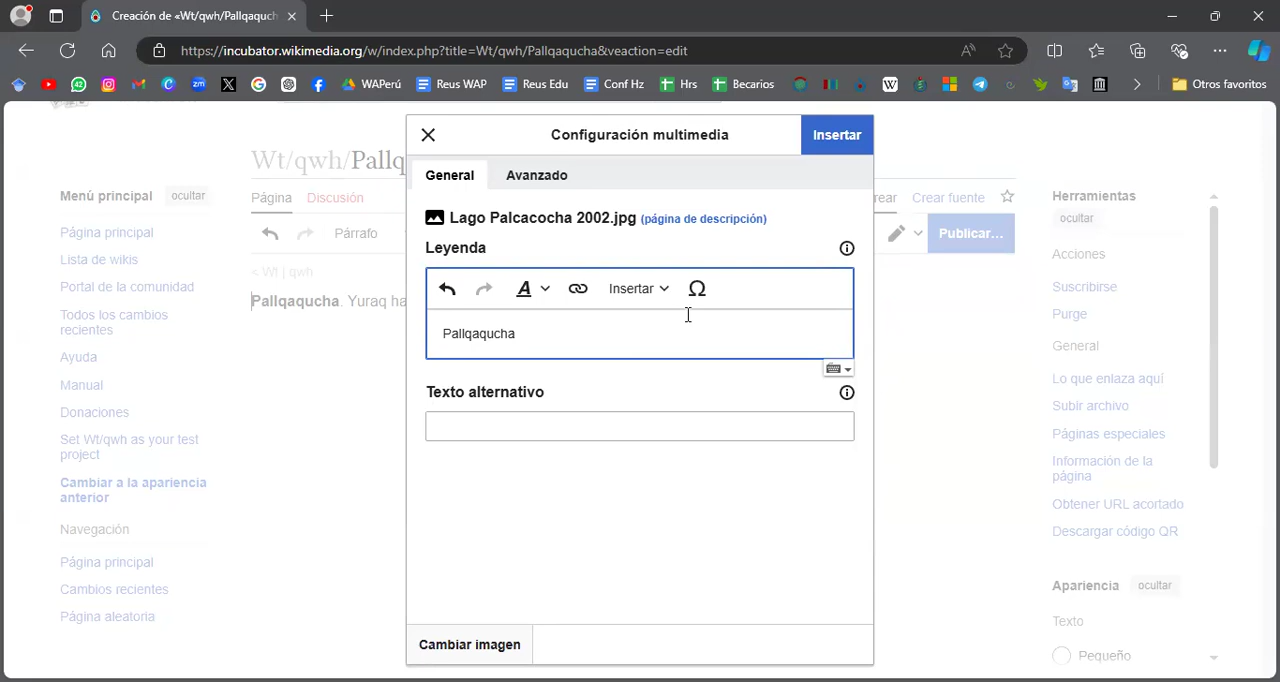 Creación de «Wt/qwh/Pallqaquch
https://incubator.wikimedia.org/w/index.php?title=Wt/qwh/Pallqaqucha&veaction=edit
WAPerú
Reus WAP
Reus Edu
Conf Hz
Hrs
Becarios
Otros favoritos
Configuración multimedia
Insertar
General
Avanzado
Lago Palcacocha 2002.jpg (página de descripción)
Leyenda
Insertar
Pallqaqucha
Texto alternativo
Cambiar imagen
Wt/qwh/Pallq
Menú principal ocultar
Página principal
Lista de wikis
Portal de la comunidad
Todos los cambios
recientes
Ayuda
Manual
Donaciones
Set Wt/qwh as your test
project
Cambiar a la apariencia
anterior
Navegación
Página principal
Cambios recientes
Página aleatoria
Página Discusión
Párrafo
< Wt | qwh
Pallqaqucha. Yuraq ha
rear Crear fuente
Publicar...
Herramientas
ocultar
Acciones
Suscribirse
Purge
General
Lo que enlaza aquí
Subir archivo
Páginas especiales
Información de la
página
Obtener URL acortado
Descargar código QR
Apariencia ocultar
Texto
Pequeño